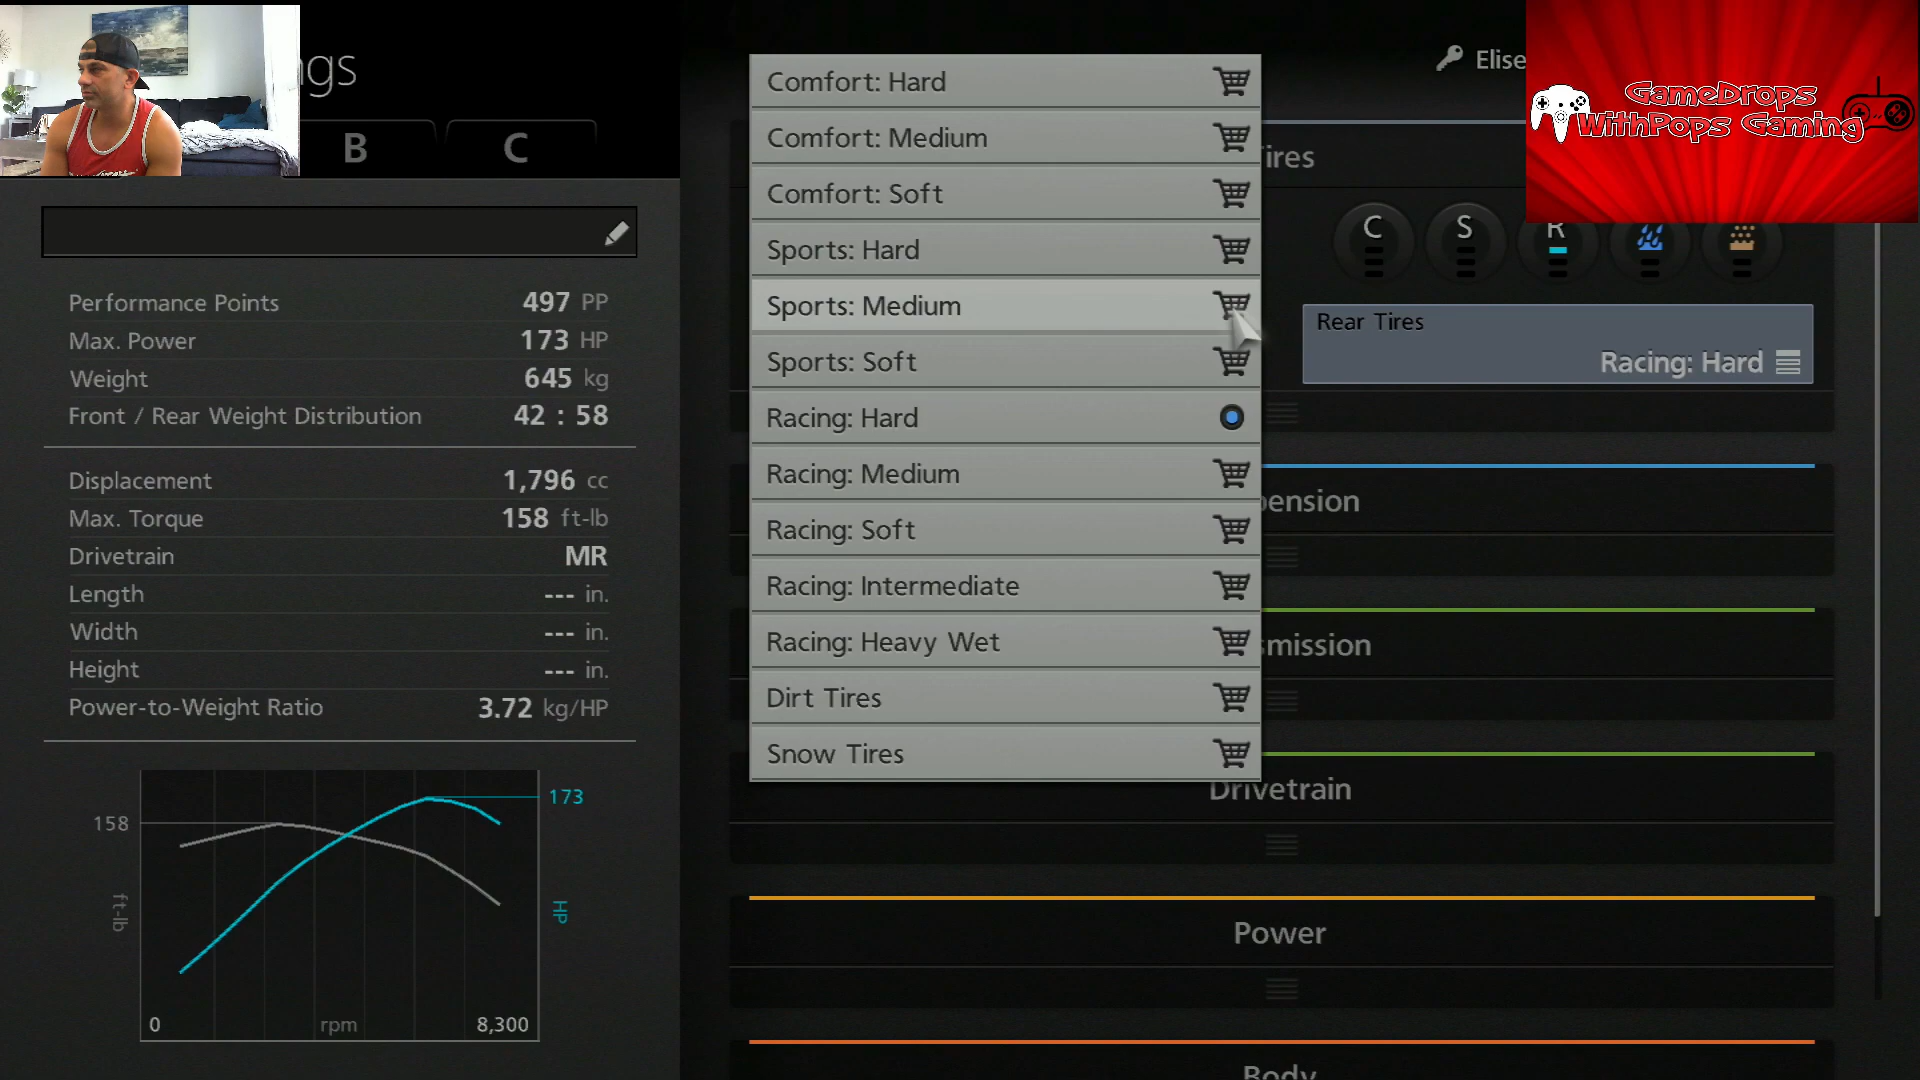 ngs
B
C
Performance Points 497 PP
Max. Power 173 HP
Weight 645 kg
Front / Rear Weight Distribution 42 : 58
Displacement 1,796 cc
Max. Torque 158 ft-lb
Drivetrain MR
Length --- in.
Width --- in.
Height --- in.
Power-to-Weight Ratio 3.72 kg/HP
173
158
ft-lb
HP
0 rpm 8,300
Comfort: Hard
Comfort: Medium
Comfort: Soft
Sports: Hard
Sports: Medium
Sports: Soft
Racing: Hard
Racing: Medium
Racing: Soft
Racing: Intermediate
Racing: Heavy Wet
Dirt Tires
Snow Tires
Elise
GameDrops
WithPops Gaming
ires
C S R
Rear Tires
Racing: Hard
pension
smission
Drivetrain
Power
Body